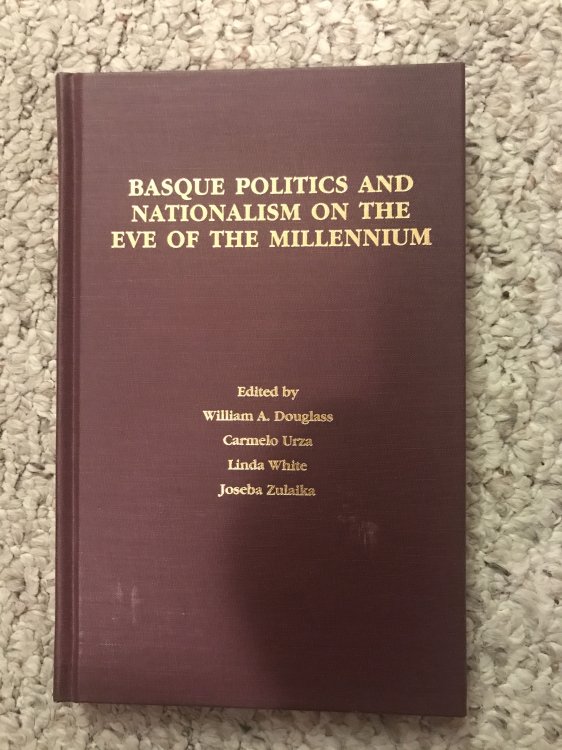 BASQUE POLITICS AND
NATIONALISM ON THE
EVE OF THE MILLENNIUM
Edited by
William A. Douglass
Carmelo Urza
Linda White
Joseba Zulaika